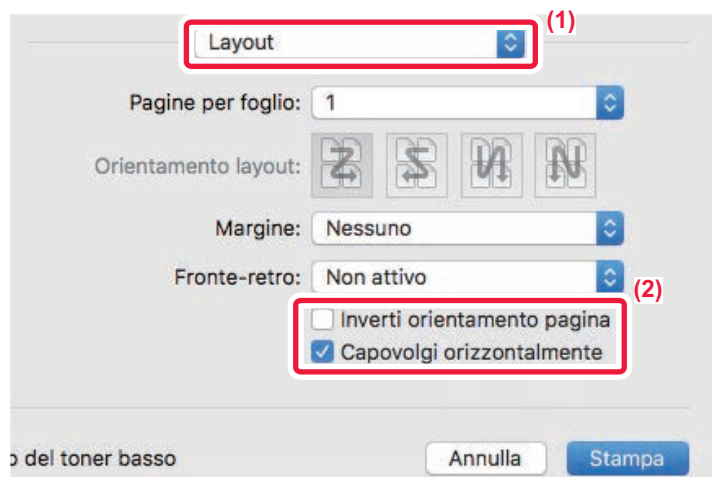 (1)
Layout
Pagine per foglio: 1
Orientamento layout:
Margine: Nessuno
Fronte-retro: Non attivo
(2)
Inverti orientamento pagina
Capovolgi orizzontalmente
del toner basso
Annulla
Stampa